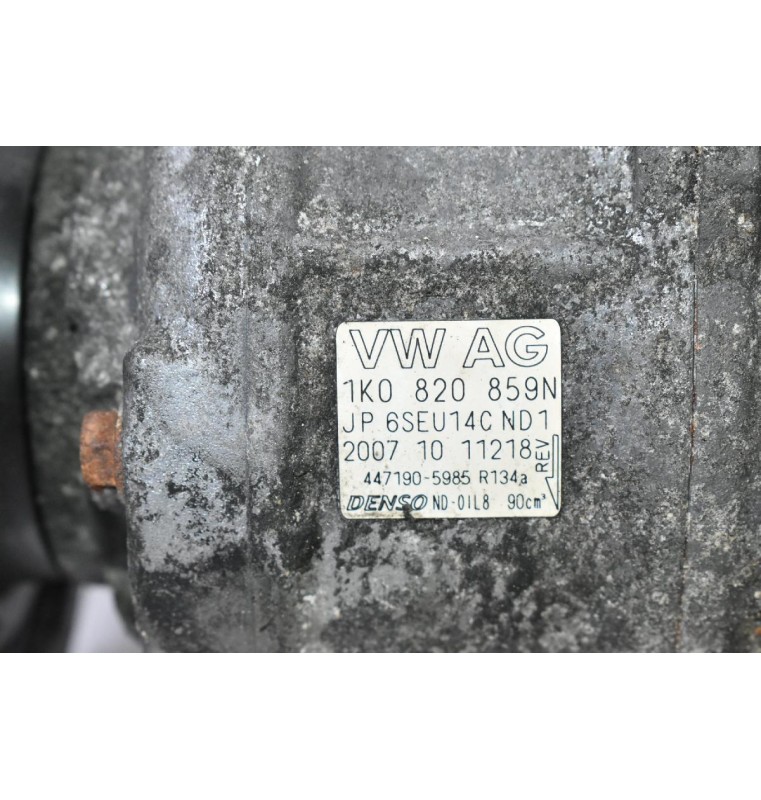 VW AG
1K0 820 859N
JP 6SEU14C ND1
2007 10 11218
REV
447190-5985 R134a
DENSO ND-OIL8 90cm³